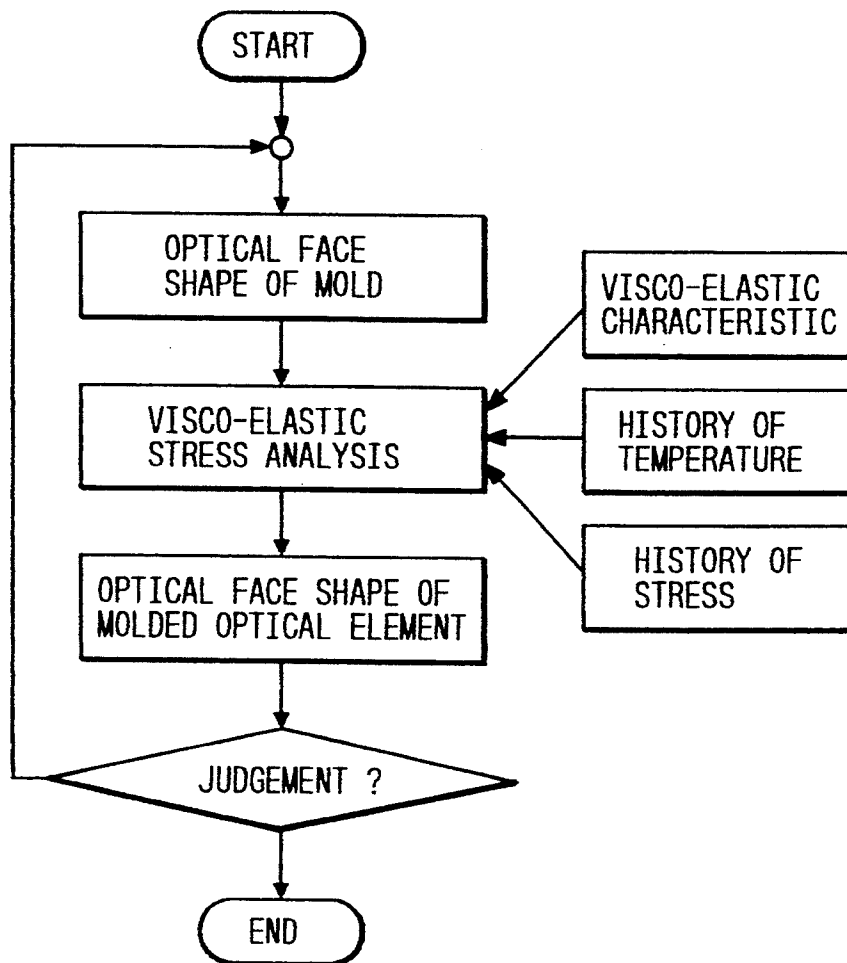 START
OPTICAL FACE
SHAPE OF MOLD
VISCO-ELASTIC
CHARACTERISTIC
VISCO-ELASTIC
STRESS ANALYSIS
HISTORY OF
TEMPERATURE
HISTORY OF
STRESS
OPTICAL FACE SHAPE OF
MOLDED OPTICAL ELEMENT
JUDGEMENT ?
END